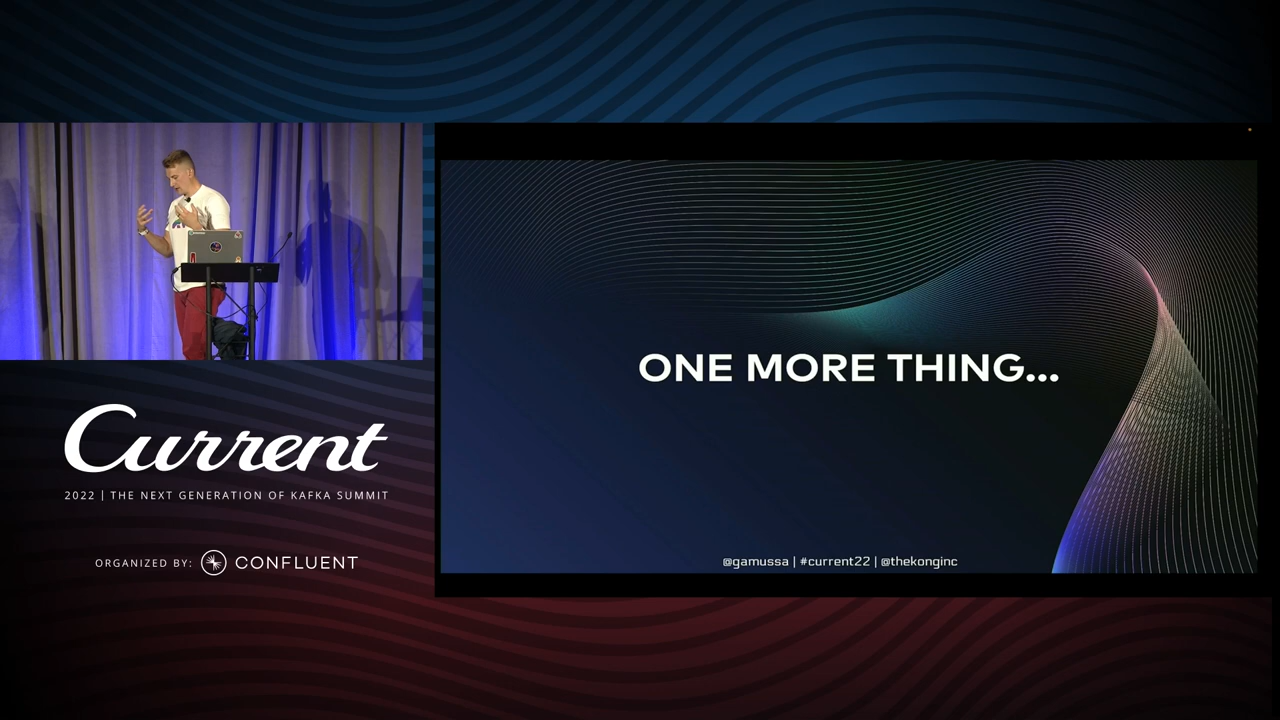 Current
2022 | THE NEXT GENERATION OF KAFKA SUMMIT
ORGANIZED BY: CONFLUENT
ONE MORE THING...
@gamussa | #current22 | @thekonginc